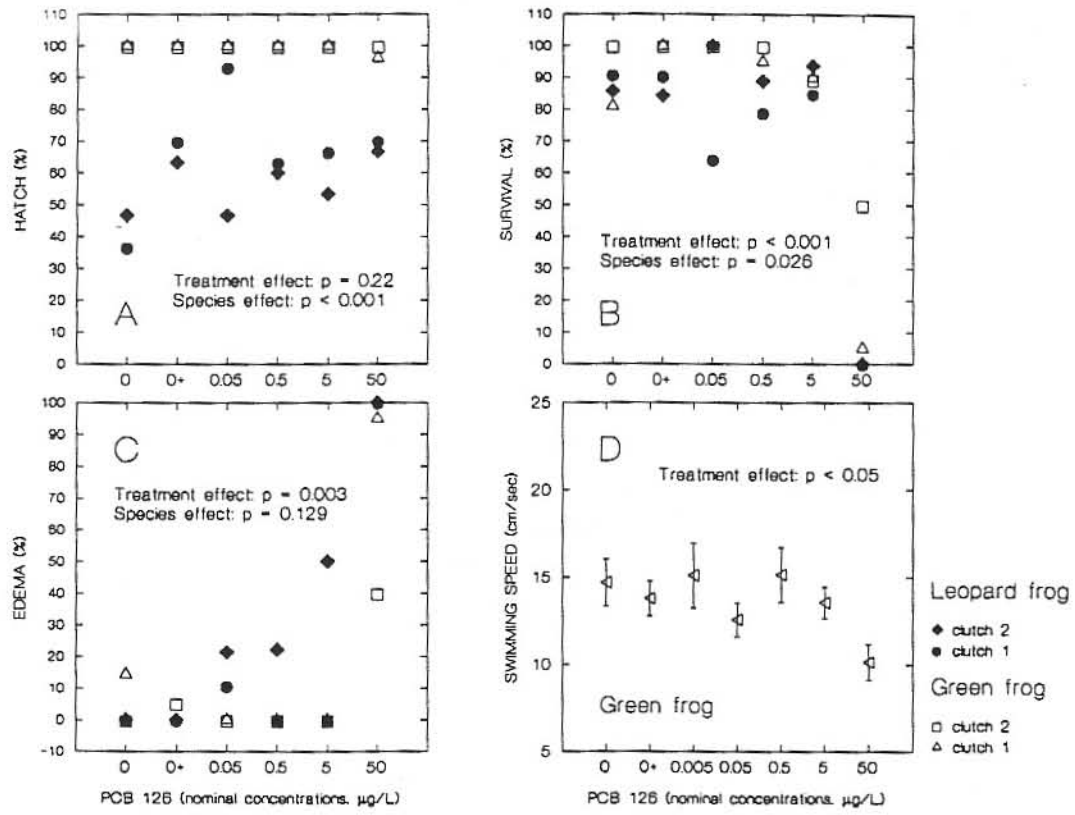 110
100
90
80
70
60
50
40
30
20
10
0
HATCH (%)
Treatment effect: p = 0.22
Species effect: p < 0.001
A
0 0+ 0.05 0.5 5 50
110
100
90
80
70
60
50
40
30
20
10
0
SURVIVAL (%)
Treatment effect: p < 0.001
Species effect: p = 0.026
B
0 0+ 0.05 0.5 5 50
100
90
80
70
60
50
40
30
20
10
0
-10
EDEMA (%)
C
Treatment effect: p = 0.003
Species effect: p = 0.129
0 0+ 0.05 0.5 5 50
PCB 126 (nominal concentrations, µg/L)
25
20
15
10
5
SWIMMING SPEED (cm/sec)
D
Treatment effect: p < 0.05
Green frog
0 0+ 0.005 0.05 0.5 5 50
PCB 126 (nominal concentrations, µg/L)
Leopard frog
clutch 2
clutch 1
Green frog
clutch 2
clutch 1